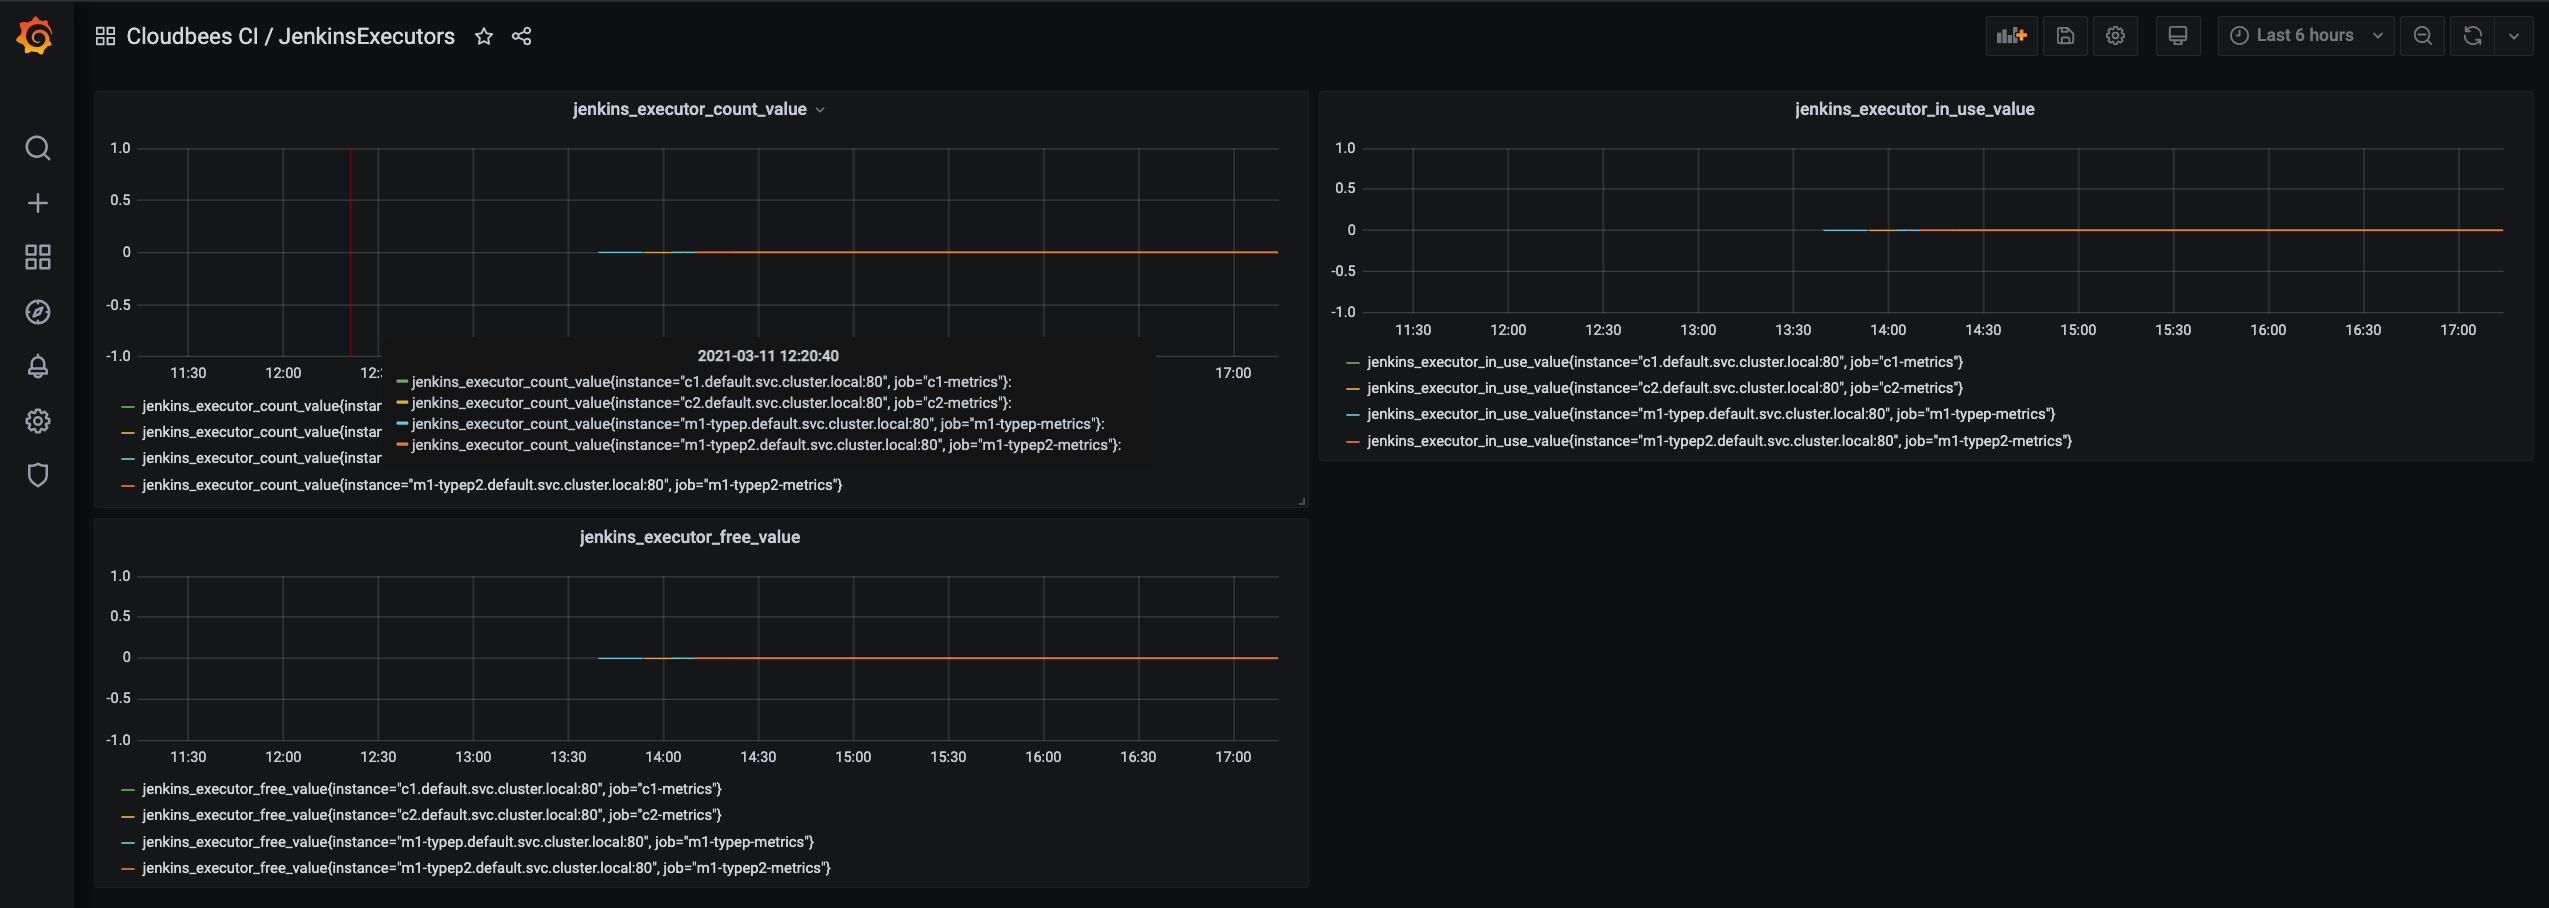 Cloudbees CI / JenkinsExecutors
Last 6 hours
jenkins_executor_count_value
1.0
0.5
0
-0.5
-1.0
11:30 12:00 12:: 17:00
2021-03-11 12:20:40
jenkins_executor_count_value{instance="c1.default.svc.cluster.local:80", job="c1-metrics"}:
jenkins_executor_count_value{instance="c2.default.svc.cluster.local:80", job="c2-metrics"}:
jenkins_executor_count_value{instance="m1-typep.default.svc.cluster.local:80", job="m1-typep-metrics"}:
jenkins_executor_count_value{instance="m1-typep2.default.svc.cluster.local:80", job="m1-typep2-metrics"}:
jenkins_executor_count_value{instar
jenkins_executor_count_value{instar
jenkins_executor_count_value{instar
jenkins_executor_count_value{instance="m1-typep2.default.svc.cluster.local:80", job="m1-typep2-metrics"}
jenkins_executor_in_use_value
1.0
0.5
0
-0.5
-1.0
11:30 12:00 12:30 13:00 13:30 14:00 14:30 15:00 15:30 16:00 16:30 17:00
jenkins_executor_in_use_value{instance="c1.default.svc.cluster.local:80", job="c1-metrics"}
jenkins_executor_in_use_value{instance="c2.default.svc.cluster.local:80", job="c2-metrics"}
jenkins_executor_in_use_value{instance="m1-typep.default.svc.cluster.local:80", job="m1-typep-metrics"}
jenkins_executor_in_use_value{instance="m1-typep2.default.svc.cluster.local:80", job="m1-typep2-metrics"}
jenkins_executor_free_value
1.0
0.5
0
-0.5
-1.0
11:30 12:00 12:30 13:00 13:30 14:00 14:30 15:00 15:30 16:00 16:30 17:00
jenkins_executor_free_value{instance="c1.default.svc.cluster.local:80", job="c1-metrics"}
jenkins_executor_free_value{instance="c2.default.svc.cluster.local:80", job="c2-metrics"}
jenkins_executor_free_value{instance="m1-typep.default.svc.cluster.local:80", job="m1-typep-metrics"}
jenkins_executor_free_value{instance="m1-typep2.default.svc.cluster.local:80", job="m1-typep2-metrics"}